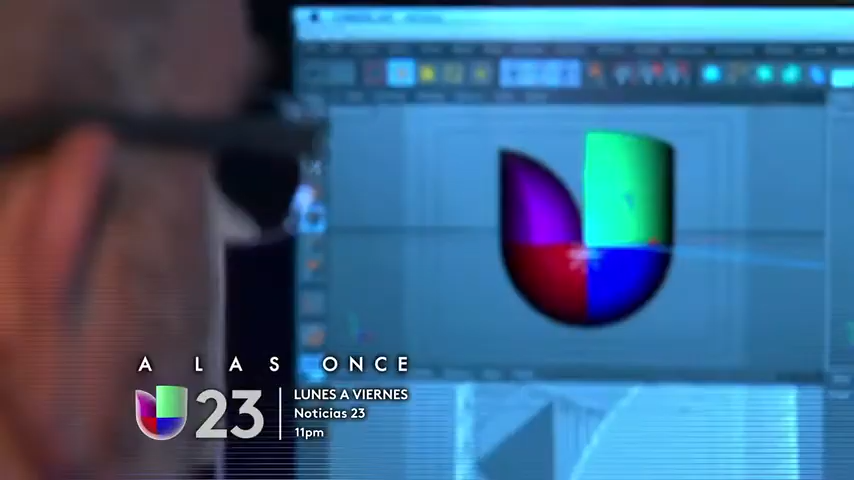 A LAS ONCE
23
LUNES A VIERNES
Noticias 23
11pm